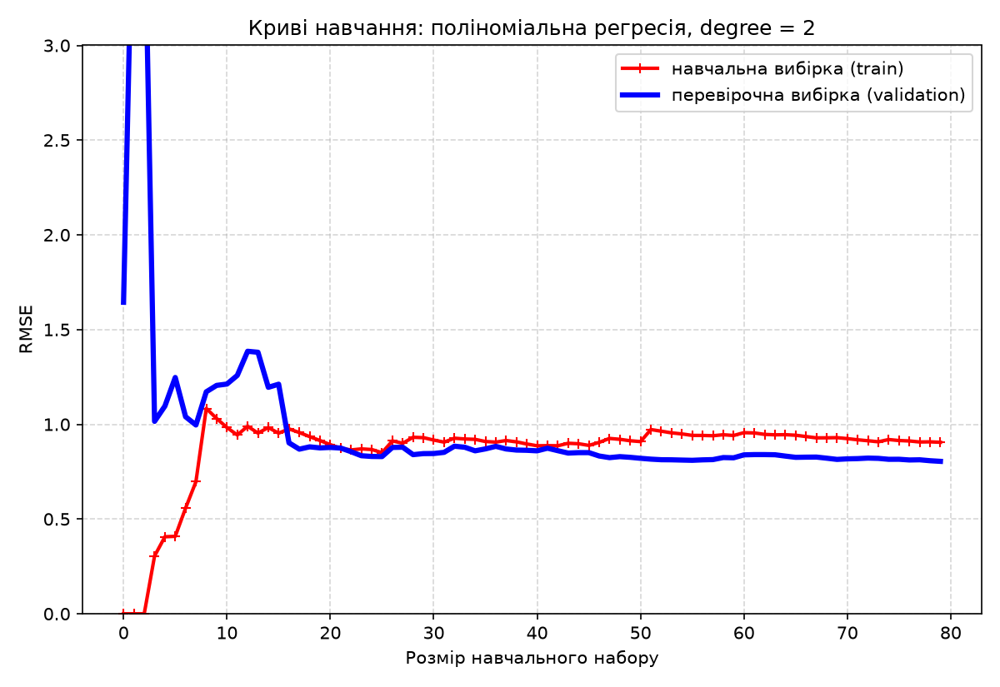 Криві навчання: поліноміальна регресія, degree = 2
навчальна вибірка (train)
перевірочна вибірка (validation)
RMSE
3.0
2.5
2.0
1.5
1.0
0.5
0.0
0 10 20 30 40 50 60 70 80
Розмір навчального набору